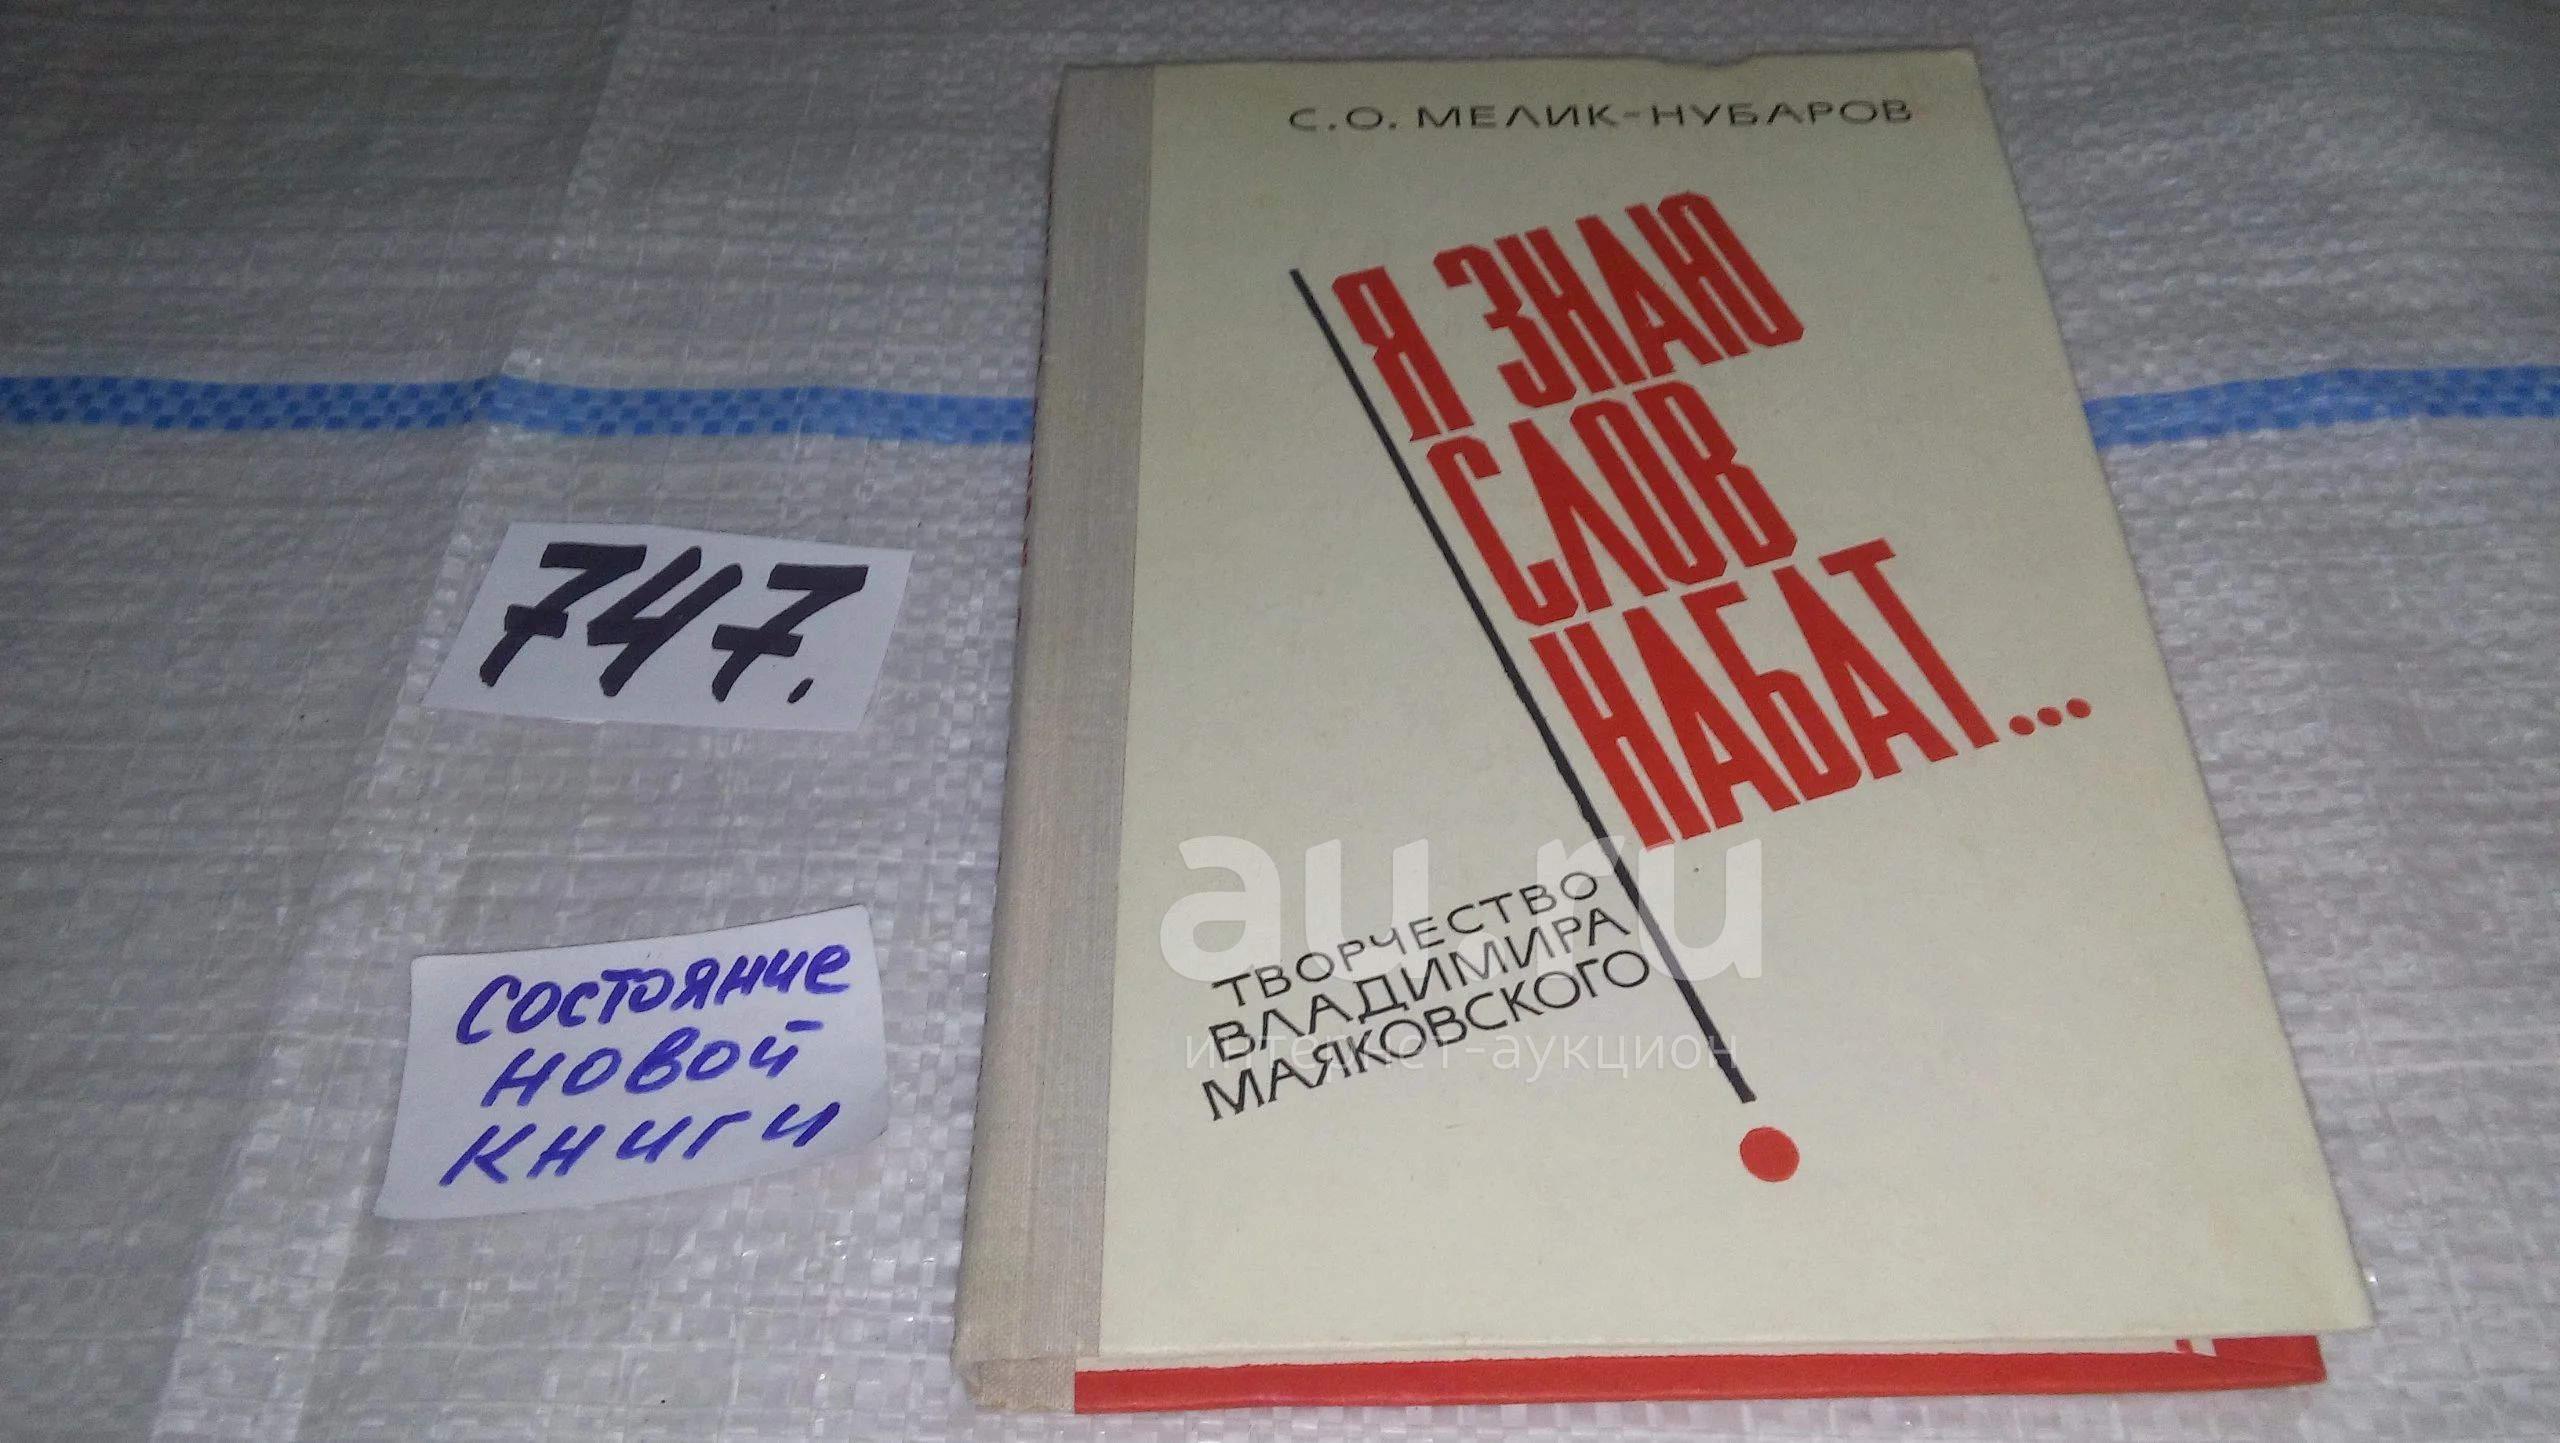 С.О. МЕЛИК-НУБАРОВ
Я ЗНАЮ
СЛОВ
НАБАТ...
ТВОРЧЕСТВО
ВЛАДИМИРА
МАЯКОВСКОГО
747.
Состояние
новой
книги
au.ru
интернет-аукцион